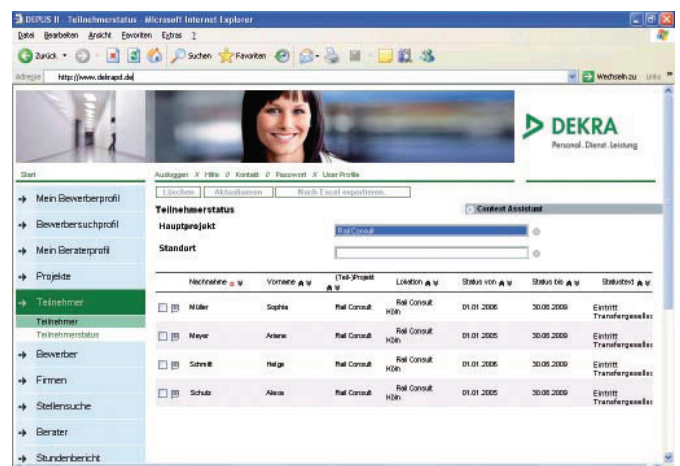 DEPUS II - Teilnehmerstatus - Microsoft Internet Explorer
Datei Bearbeiten Ansicht Favoriten Extras ?
Zurück Suchen Favoriten
Adresse http://www.dekrapd.de Wechseln zu Links »
DEKRA
Personal. Dienst. Leistung
Start
Ausloggen // Hilfe // Kontakt // Passwort // User Profile
Löschen Aktualisieren Nach Excel exportieren.
Teilnehmerstatus
Context Assistant
Hauptprojekt Rail Consult
Standort
Nachname Vorname (Teil-)Projekt Lokation Status von Status bis Statustext
Müller Sophia Rail Consult Rail Consult Köln 01.01.2006 30.06.2009 Eintritt Transfergesellsc
Meyer Ariane Rail Consult Rail Consult Köln 01.01.2005 30.06.2009 Eintritt Transfergesellsc
Schmitt Helga Rail Consult Rail Consult Köln 01.01.2006 30.06.2009 Eintritt Transfergesellsc
Schulz Rail Consult Rail Consult Köln 01.01.2005 30.06.2009 Eintritt Transfergesellsc
Mein Bewerberprofil
Bewerbersuchprofil
Mein Beraterprofil
Projekte
Teilnehmer
Teilnehmer
Teilnehmerstatus
Bewerber
Firmen
Stellensuche
Berater
Stundenbericht